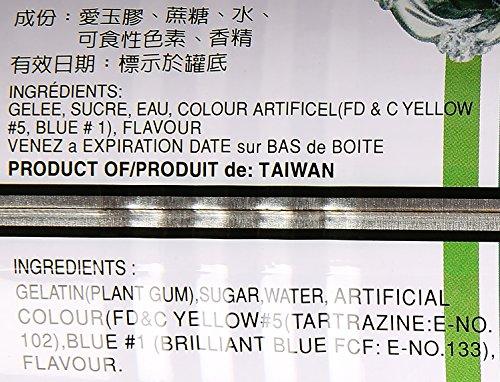 成份：愛玉膠、蔗糖、水、
可食性色素、香精
有效日期：標示於罐底
INGRÉDIENTS:
GELEE, SUCRE, EAU, COLOUR ARTIFICEL(FD & C YELLOW
#5, BLUE # 1), FLAVOUR
VENEZ a EXPIRATION DATE sur BAS de BOITE
PRODUCT OF/PRODUIT de: TAIWAN
INGREDIENTS :
GELATIN(PLANT GUM),SUGAR,WATER, ARTIFICIAL
COLOUR(FD&C YELLOW#5(TARTRAZINE:E-NO.
102),BLUE #1 (BRILLIANT BLUE FCF: E-NO.133),
FLAVOUR.